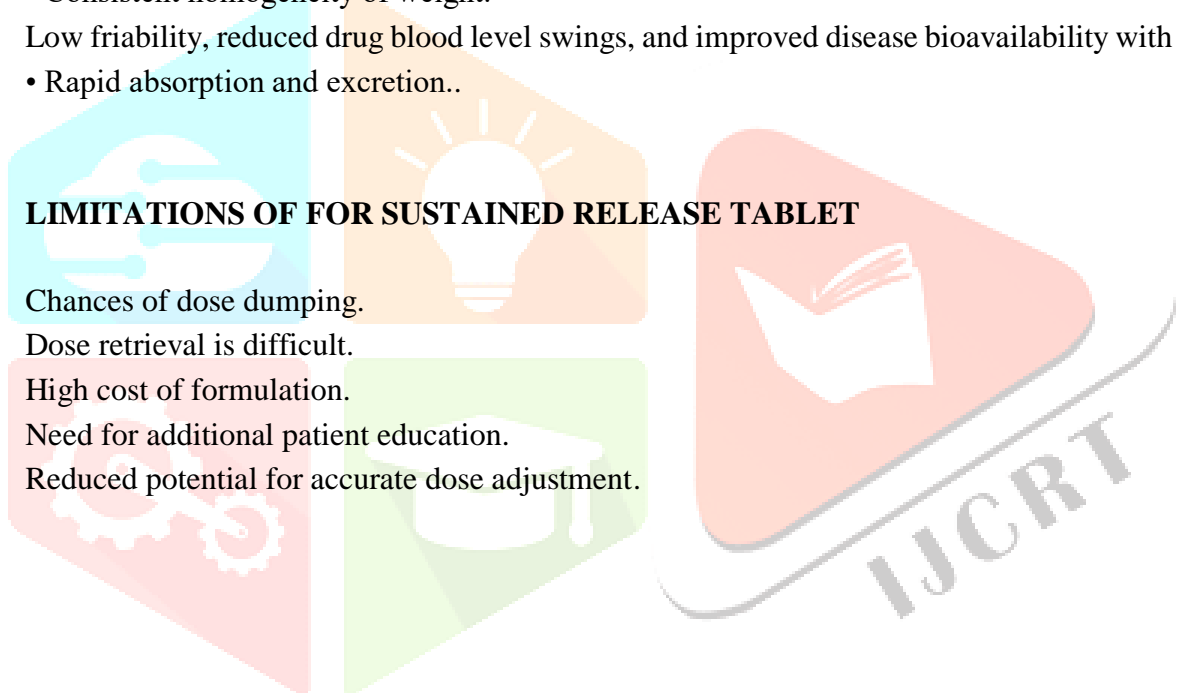 Consistent homogeneity of weight.
Low friability, reduced drug blood level swings, and improved disease bioavailability with
• Rapid absorption and excretion..
LIMITATIONS OF FOR SUSTAINED RELEASE TABLET
Chances of dose dumping.
Dose retrieval is difficult.
High cost of formulation.
Need for additional patient education.
Reduced potential for accurate dose adjustment.
IJCRT